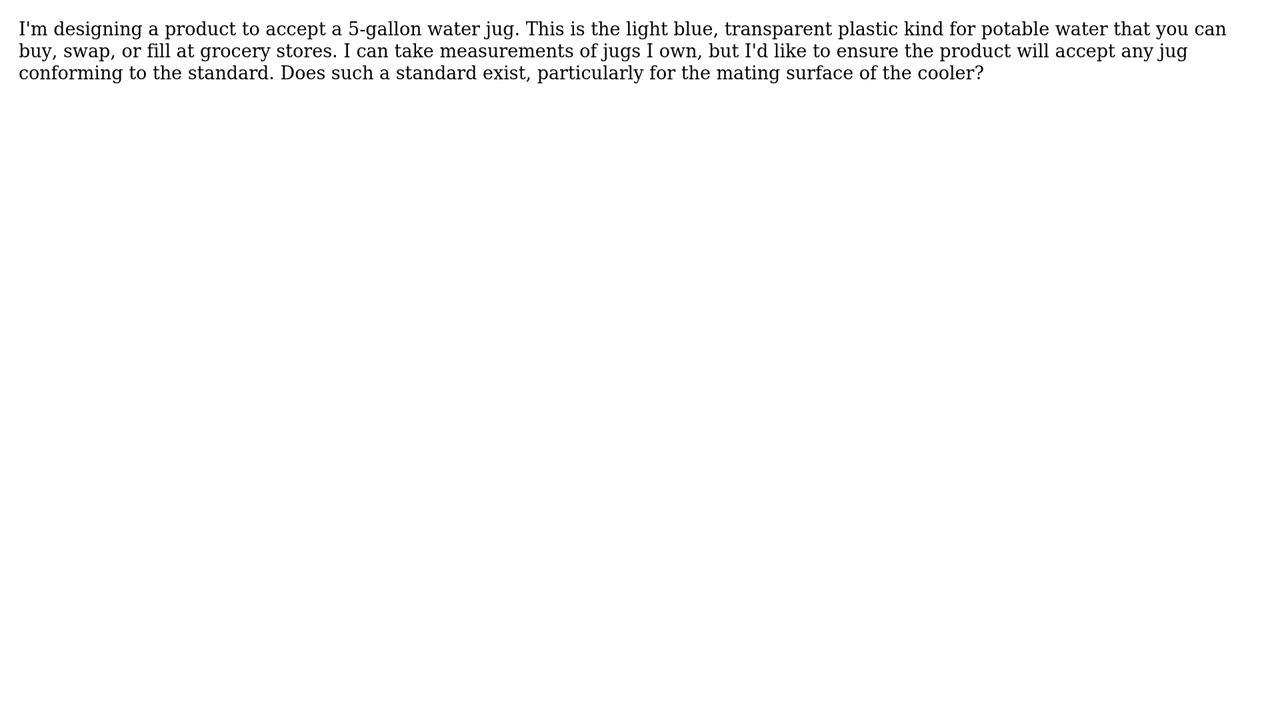 I'm designing a product to accept a 5-gallon water jug. This is the light blue, transparent plastic kind for potable water that you can
buy, swap, or fill at grocery stores. I can take measurements of jugs I own, but I'd like to ensure the product will accept any jug
conforming to the standard. Does such a standard exist, particularly for the mating surface of the cooler?